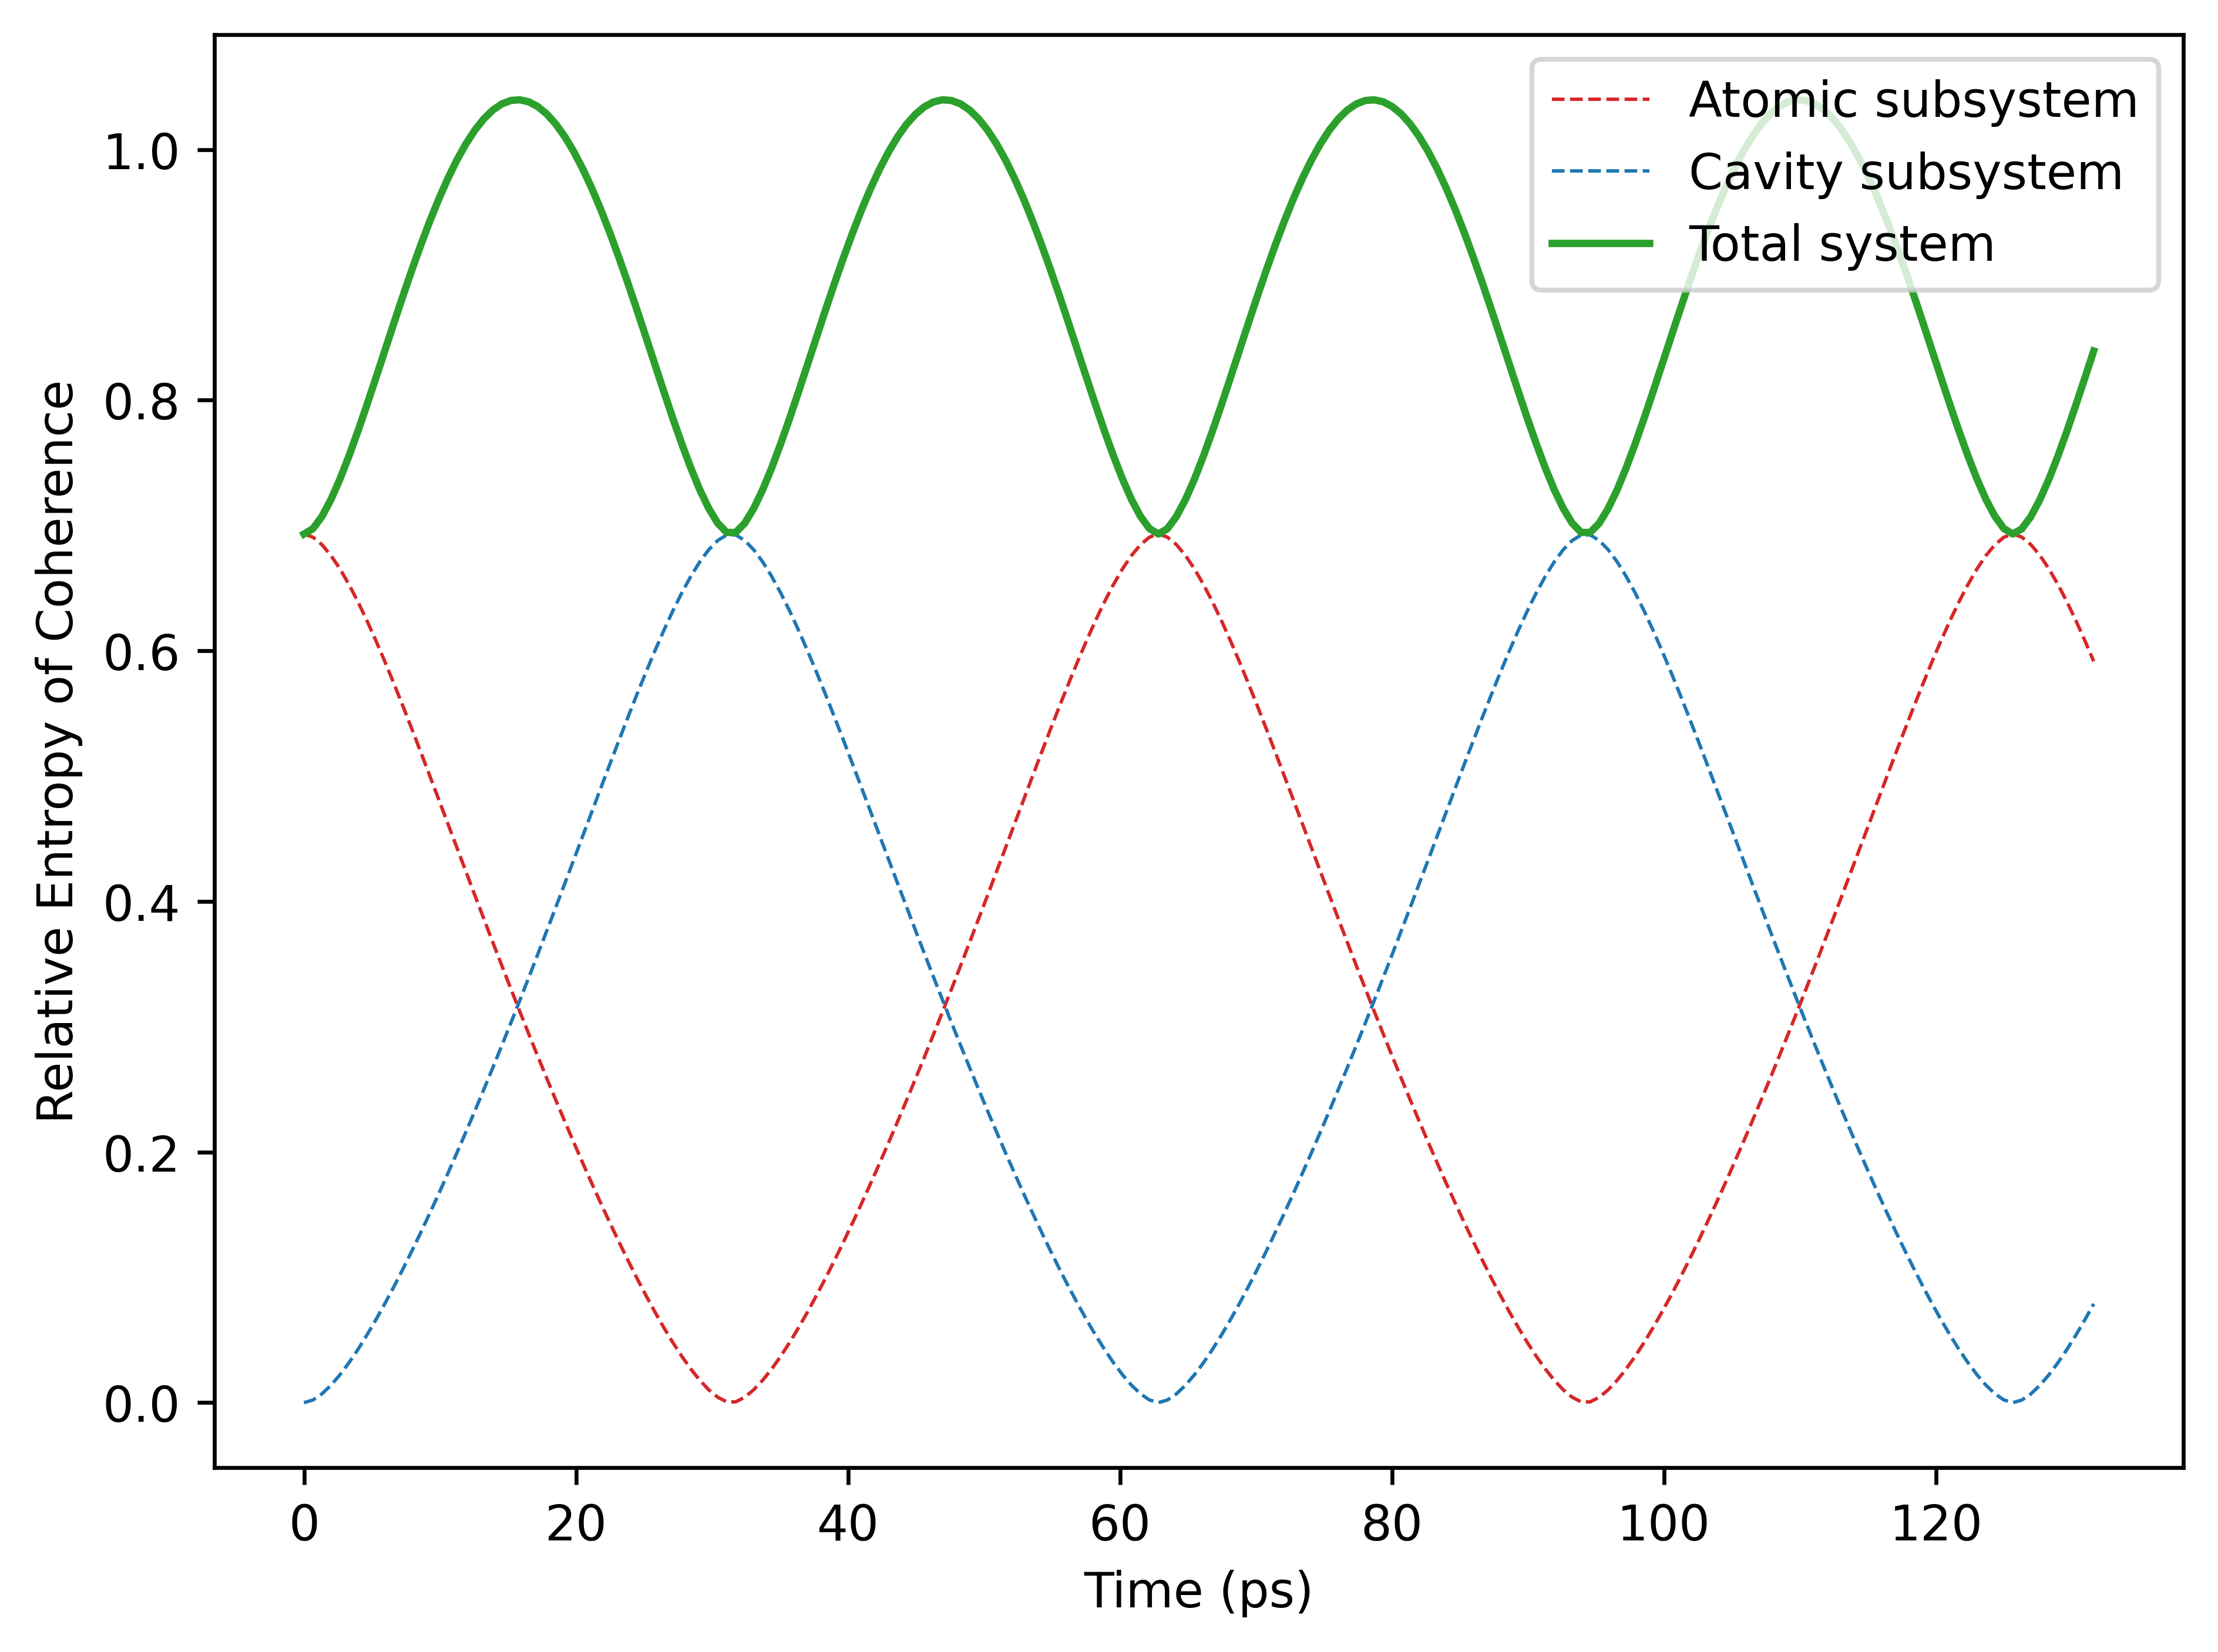 Atomic subsystem
Cavity subsystem
Total system
Relative Entropy of Coherence
1.0
0.8
0.6
0.4
0.2
0.0
0 20 40 60 80 100 120
Time (ps)